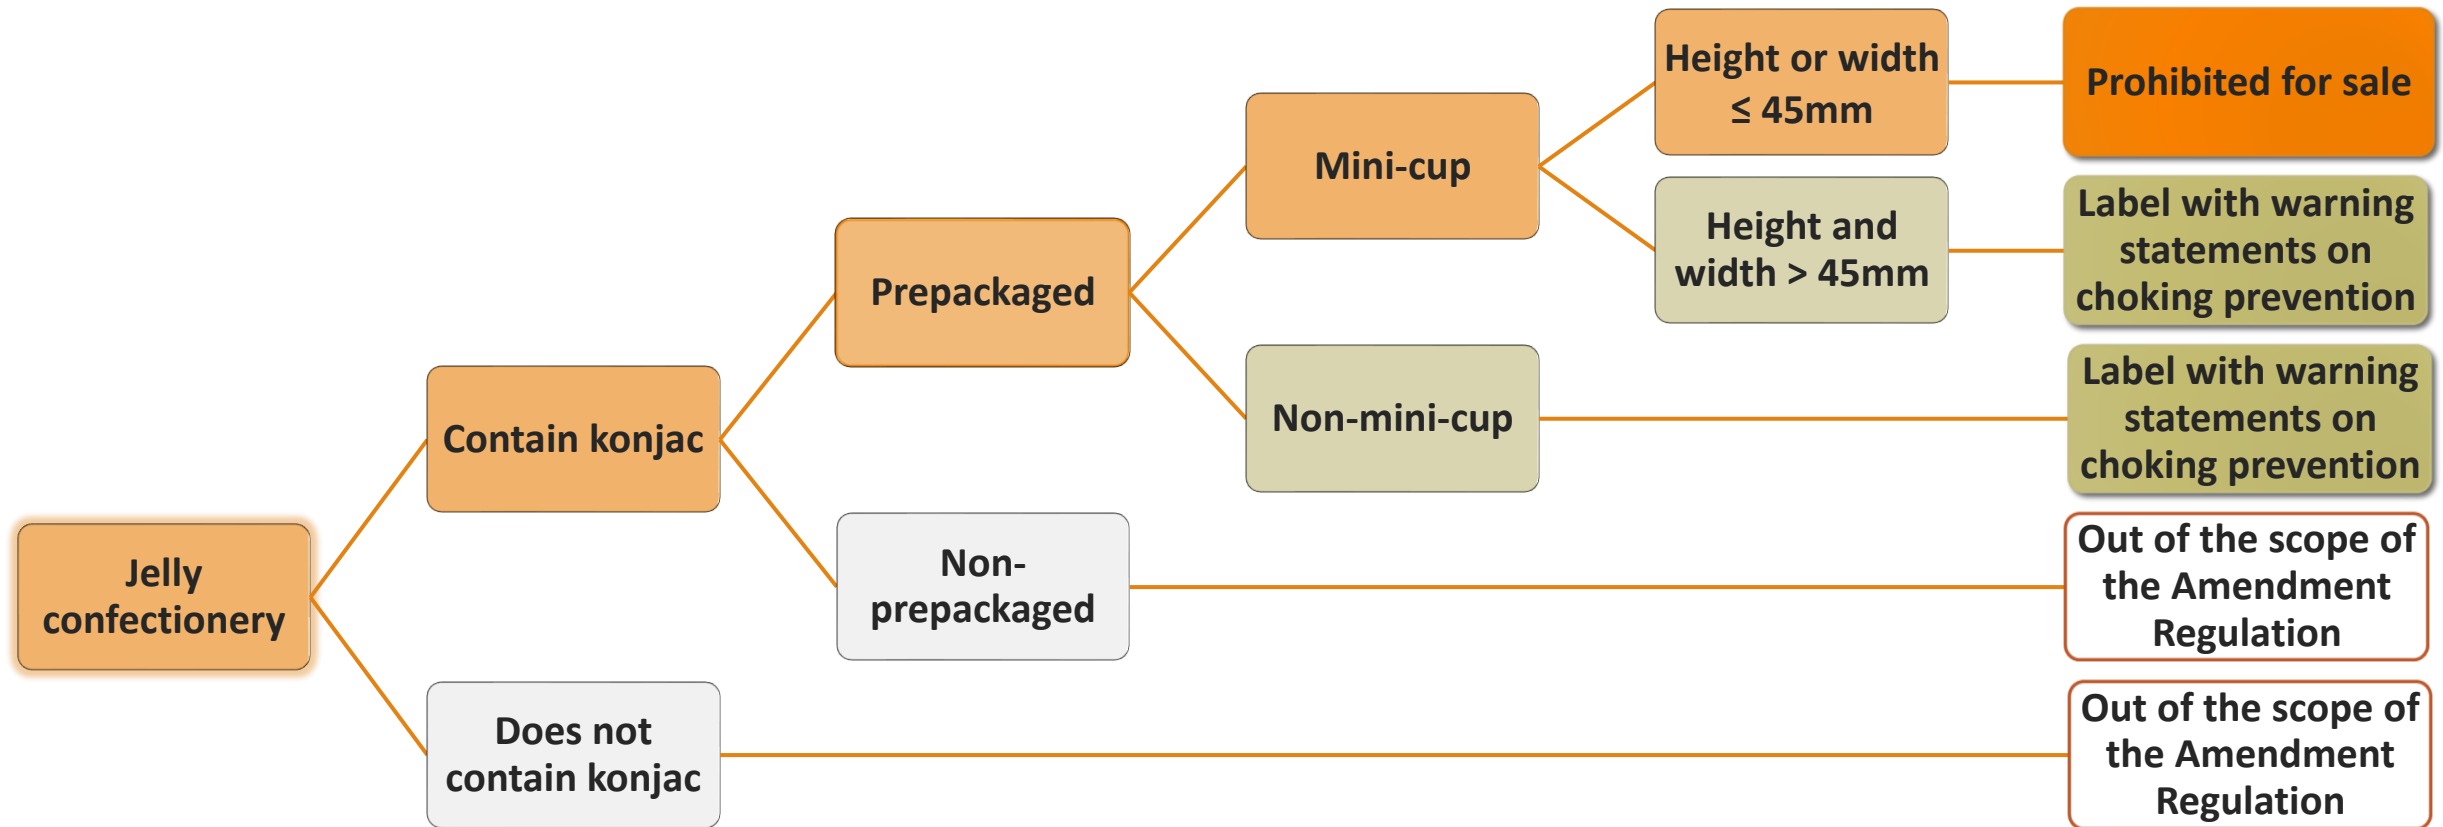 Height or width
≤ 45mm
Prohibited for sale
Mini-cup
Height and
width > 45mm
Label with warning
statements on
choking prevention
Prepackaged
Non-mini-cup
Label with warning
statements on
choking prevention
Contain konjac
Non-
prepackaged
Out of the scope of
the Amendment
Regulation
Jelly
confectionery
Does not
contain konjac
Out of the scope of
the Amendment
Regulation